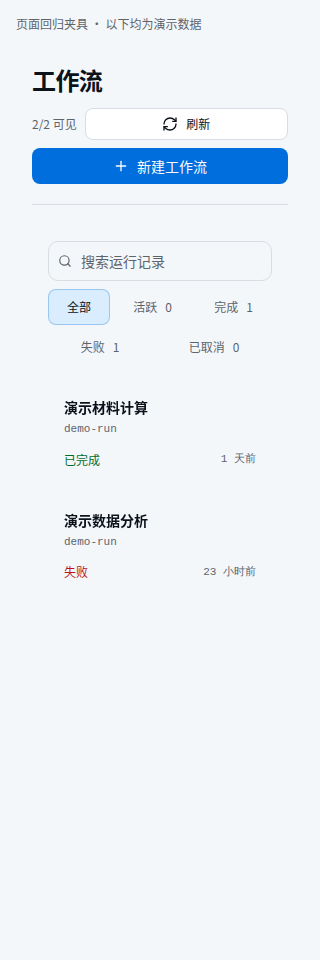 页面回归夹具 · 以下均为演示数据
工作流
2/2 可见 刷新
新建工作流
搜索运行记录
全部 活跃 0 完成 1
失败 1 已取消 0
演示材料计算
demo-run
已完成 1 天前
演示数据分析
demo-run
失败 23 小时前